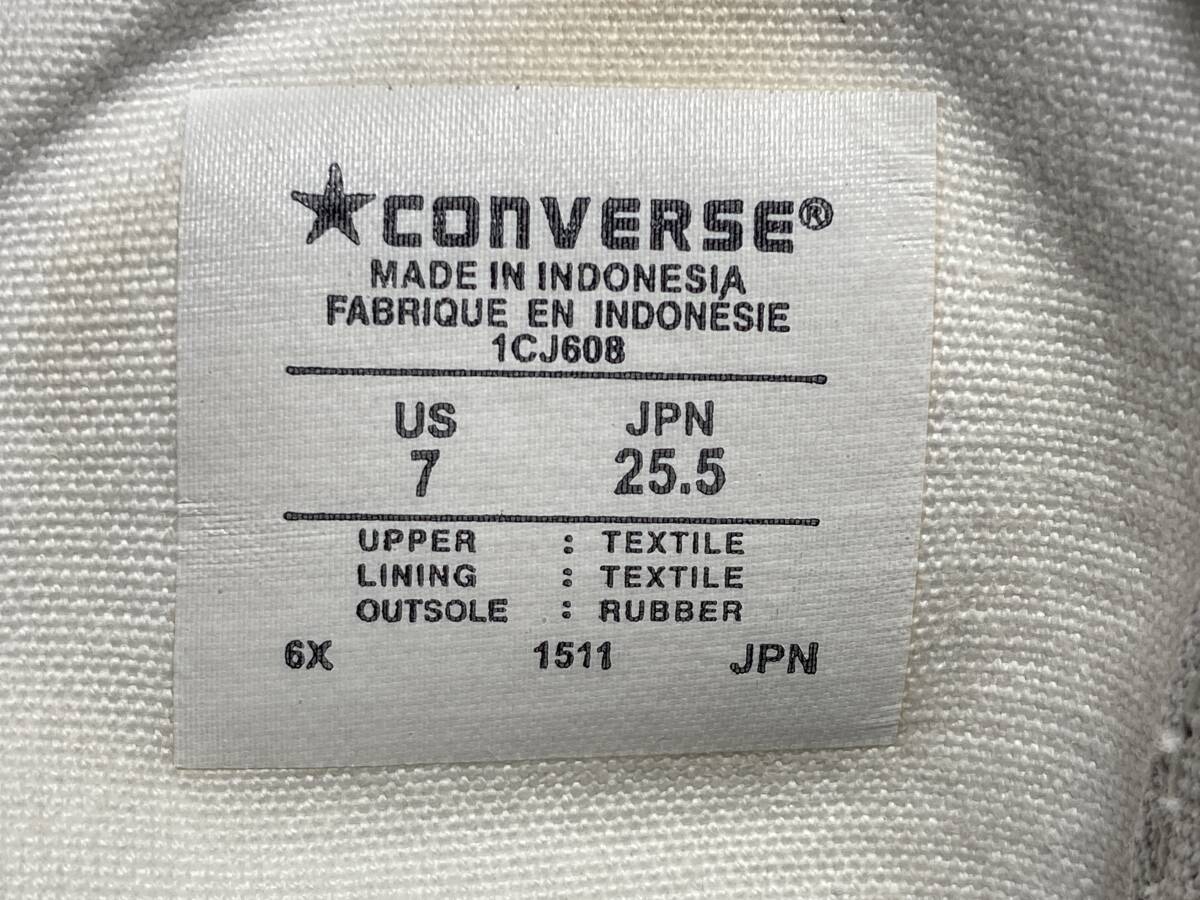 ★CONVERSE®
MADE IN INDONESIA
FABRIQUE EN INDONÉSIE
1CJ608
US JPN
7 25.5
UPPER : TEXTILE
LINING : TEXTILE
OUTSOLE : RUBBER
6X 1511 JPN